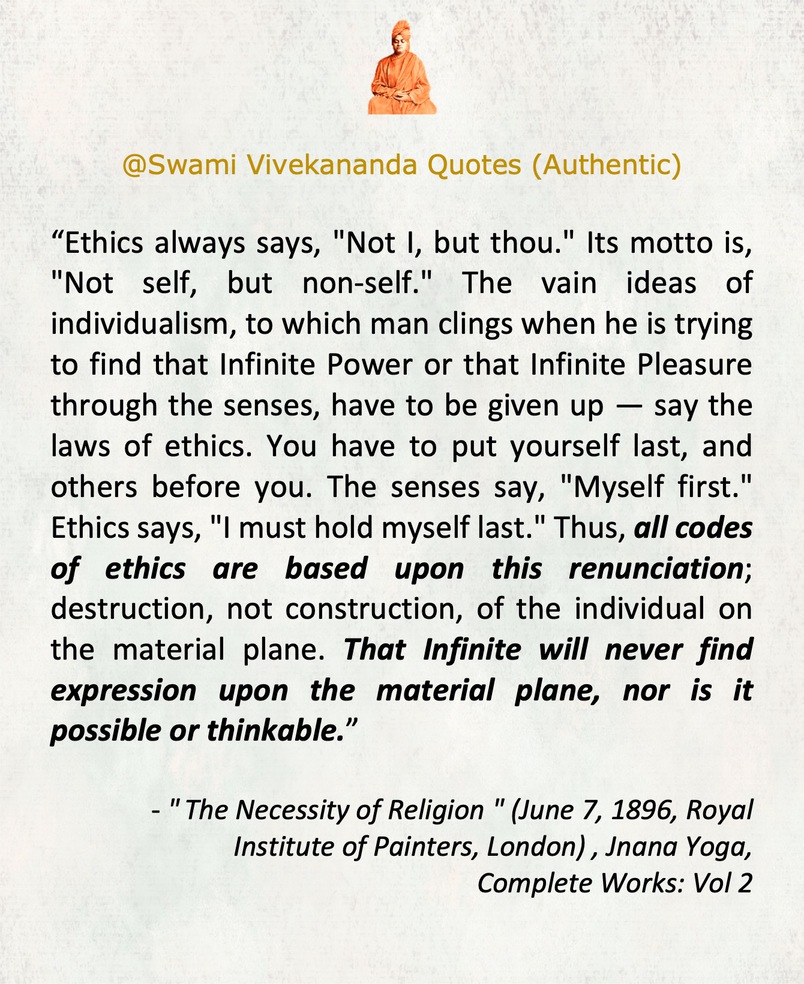 @Swami Vivekananda Quotes (Authentic)
“Ethics always says, "Not I, but thou." Its motto is,
"Not self, but non-self." The vain ideas of
individualism, to which man clings when he is trying
to find that Infinite Power or that Infinite Pleasure
through the senses, have to be given up — say the
laws of ethics. You have to put yourself last, and
others before you. The senses say, "Myself first."
Ethics says, "I must hold myself last." Thus, all codes
of ethics are based upon this renunciation;
destruction, not construction, of the individual on
the material plane. That Infinite will never find
expression upon the material plane, nor is it
possible or thinkable.”
- " The Necessity of Religion " (June 7, 1896, Royal
Institute of Painters, London) , Jnana Yoga,
Complete Works: Vol 2